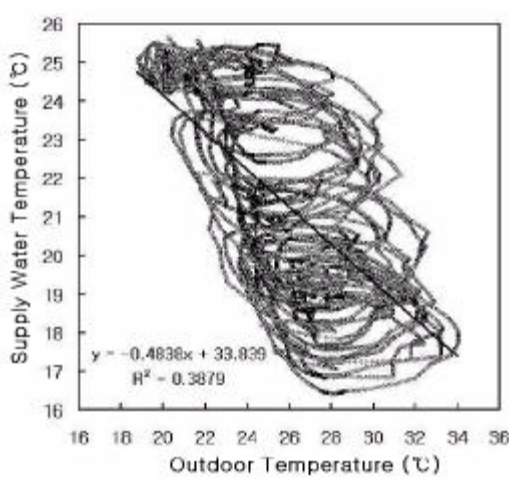 26
25
24
23
22
21
20
19
18
17
16
Supply Water Temperature (℃)
y = -0.4838x + 33.839
R² = 0.3879
16 18 20 22 24 26 28 30 32 34 36
Outdoor Temperature (℃)